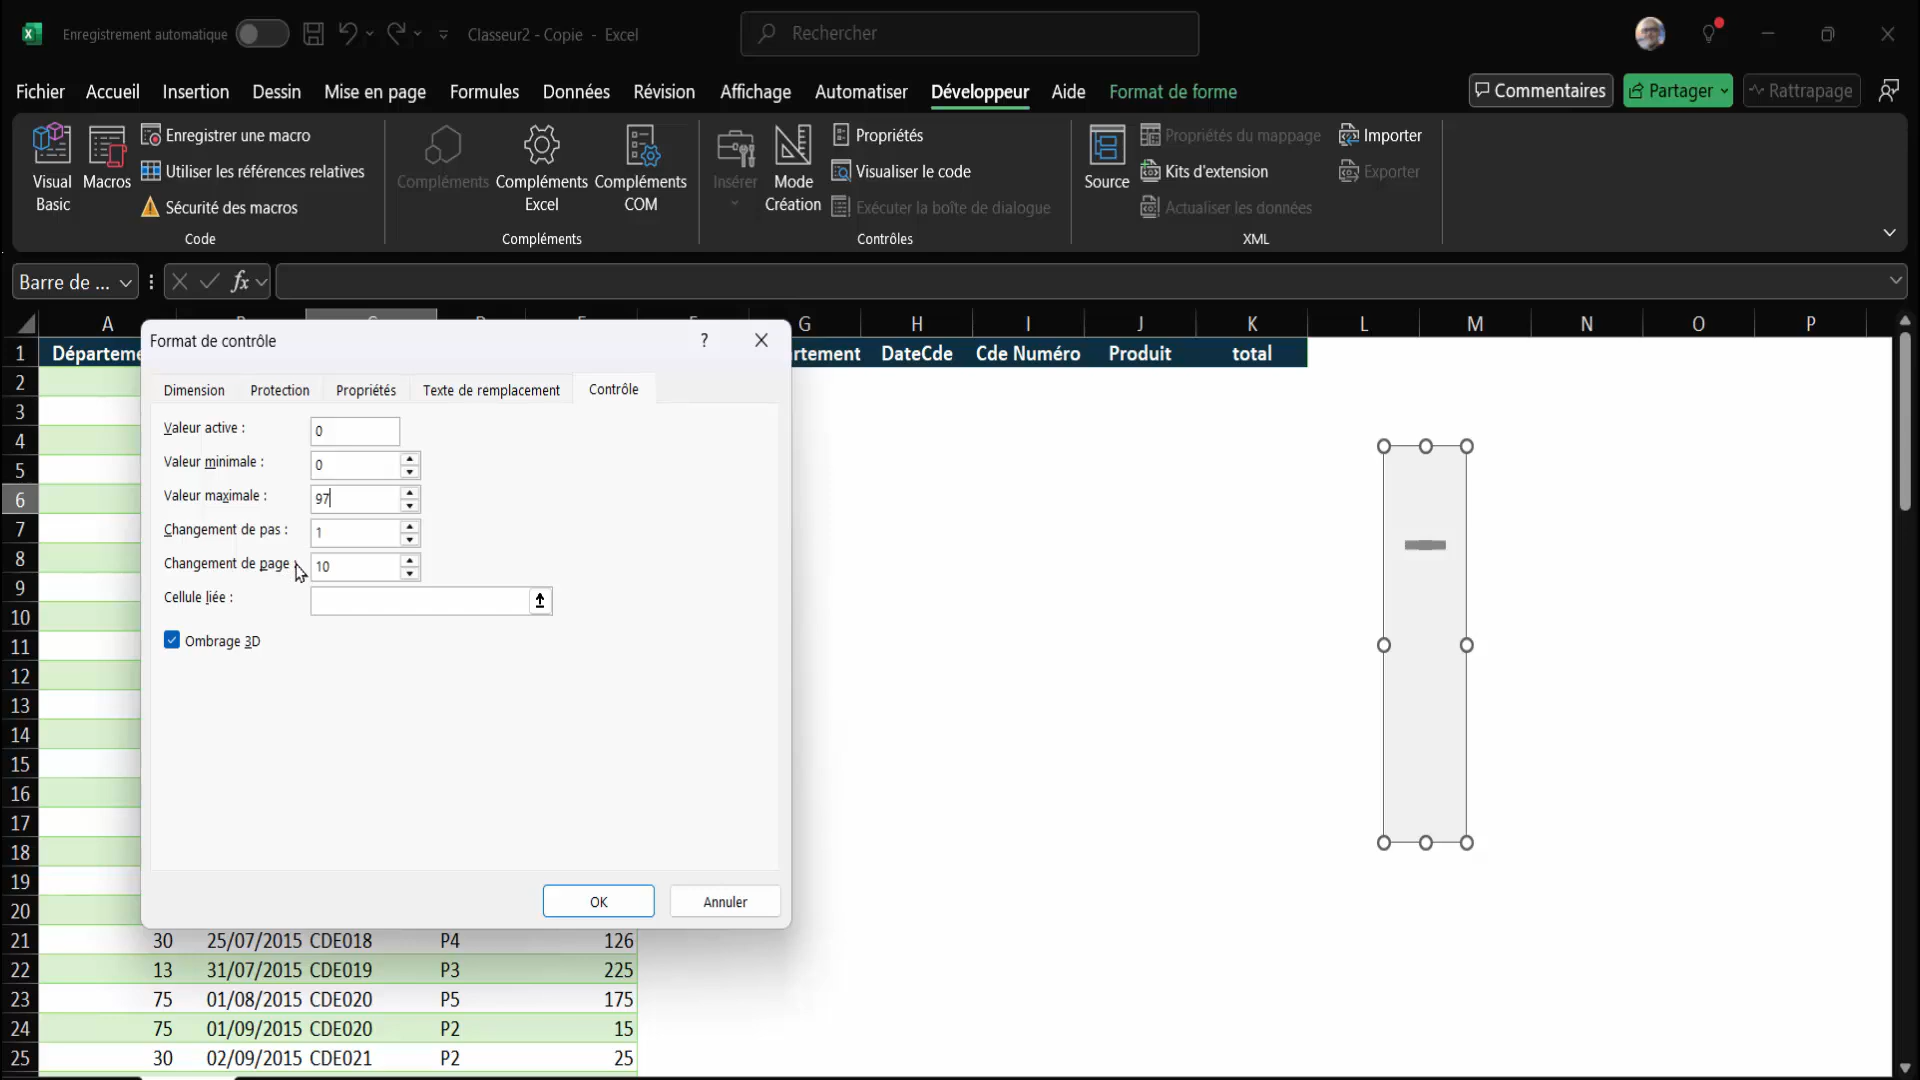 Enregistrement automatique
Classeur2 - Copie - Excel
Rechercher
Fichier Accueil Insertion Dessin Mise en page Formules Données Révision Affichage Automatiser Développeur Aide Format de forme
Commentaires Partager Rattrapage
Visual Basic
Macros
Enregistrer une macro
Utiliser les références relatives
Sécurité des macros
Code
Compléments
Compléments Excel
Compléments COM
Compléments
Insérer
Mode Création
Propriétés
Visualiser le code
Exécuter la boîte de dialogue
Contrôles
Source
Propriétés du mappage
Kits d'extension
Actualiser les données
Importer
Exporter
XML
Barre de ... fx
A G H I J K L M N O P
1 Départeme rtement DateCde Cde Numéro Produit total
Format de contrôle ?
Dimension Protection Propriétés Texte de remplacement Contrôle
Valeur active : 0
Valeur minimale : 0
Valeur maximale : 97
Changement de pas : 1
Changement de page : 10
Cellule liée :
Ombrage 3D
OK Annuler
2
3
4
5
6
7
8
9
10
11
12
13
14
15
16
17
18
19
20
21 30 25/07/2015 CDE018 P4 126
22 13 31/07/2015 CDE019 P3 225
23 75 01/08/2015 CDE020 P5 175
24 75 01/09/2015 CDE020 P2 15
25 30 02/09/2015 CDE021 P2 25